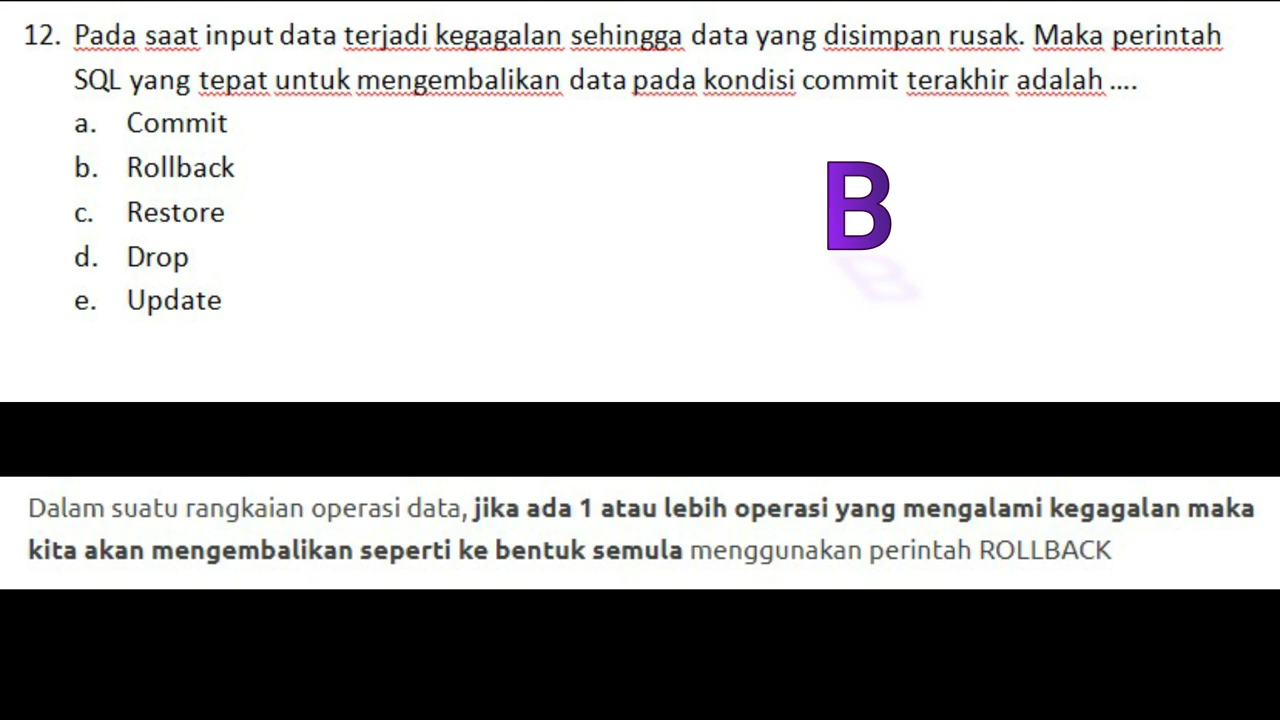 12. Pada saat input data terjadi kegagalan sehingga data yang disimpan rusak. Maka perintah
SQL yang tepat untuk mengembalikan data pada kondisi commit terakhir adalah ....
a. Commit
b. Rollback
c. Restore
d. Drop
e. Update
B
Dalam suatu rangkaian operasi data, jika ada 1 atau lebih operasi yang mengalami kegagalan maka
kita akan mengembalikan seperti ke bentuk semula menggunakan perintah ROLLBACK